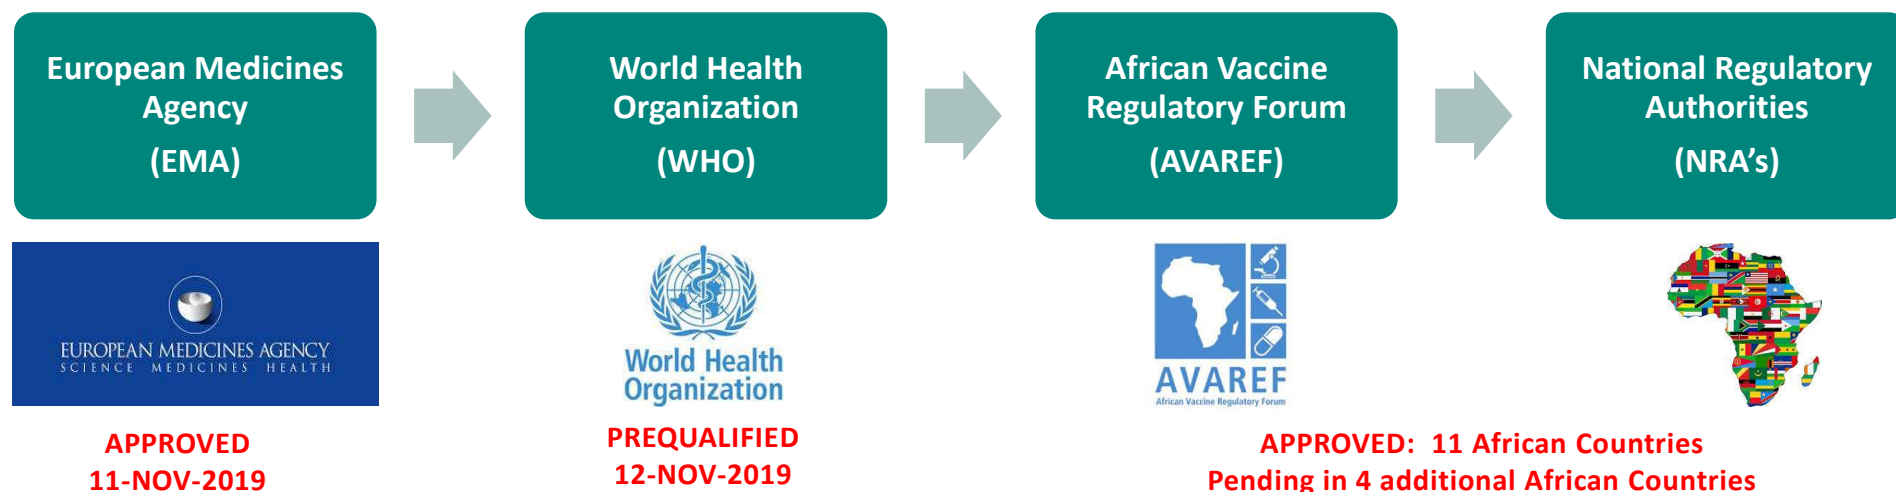 European Medicines
Agency
(EMA)
World Health
Organization
(WHO)
African Vaccine
Regulatory Forum
(AVAREF)
National Regulatory
Authorities
(NRA’s)
EUROPEAN MEDICINES AGENCY
SCIENCE MEDICINES HEALTH
World Health
Organization
AVAREF
African Vaccine Regulatory Forum
APPROVED
11-NOV-2019
PREQUALIFIED
12-NOV-2019
APPROVED: 11 African Countries
Pending in 4 additional African Countries